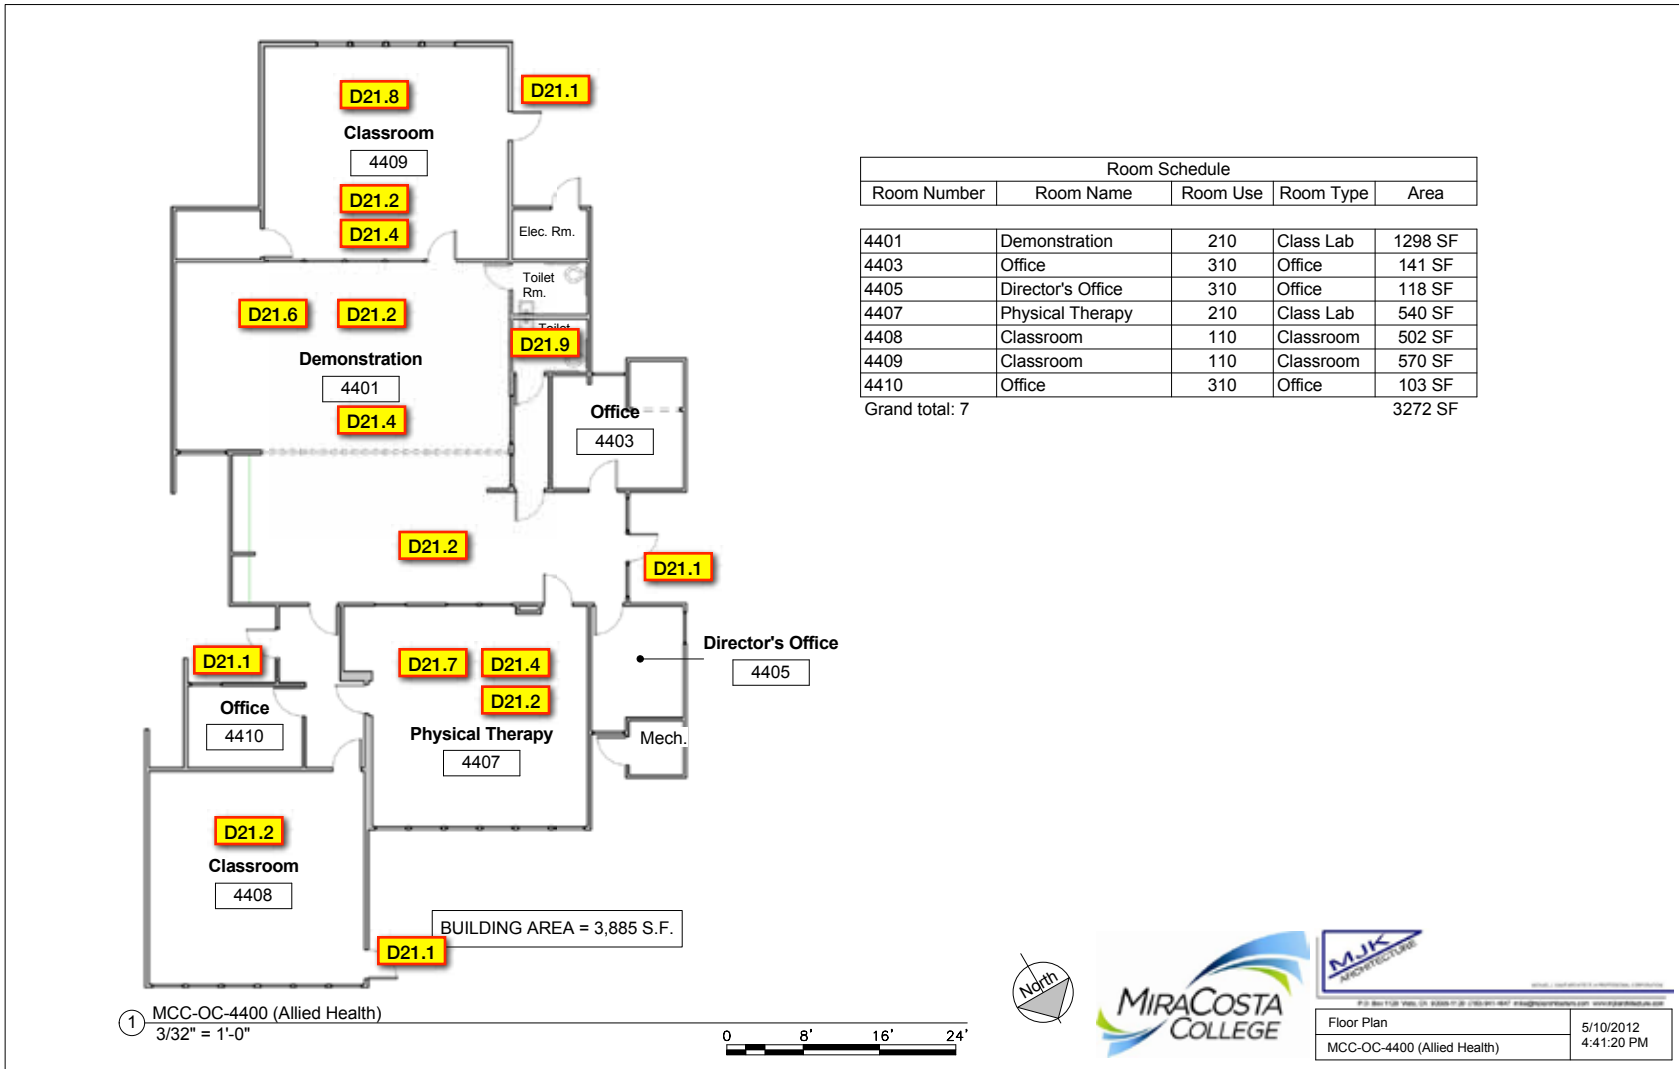 D21.8
D21.1
Classroom
4409
D21.2
D21.4
Elec. Rm.
Toilet
Rm.
D21.6
D21.2
Toilet
D21.9
Demonstration
4401
D21.4
Office
4403
D21.2
D21.1
Director's Office
4405
D21.1
D21.7
D21.4
D21.2
Office
4410
Physical Therapy
4407
Mech.
D21.2
Classroom
4408
BUILDING AREA = 3,885 S.F.
D21.1
Room Schedule
Room Number Room Name Room Use Room Type Area
4401 Demonstration 210 Class Lab 1298 SF
4403 Office 310 Office 141 SF
4405 Director's Office 310 Office 118 SF
4407 Physical Therapy 210 Class Lab 540 SF
4408 Classroom 110 Classroom 502 SF
4409 Classroom 110 Classroom 570 SF
4410 Office 310 Office 103 SF
Grand total: 7 3272 SF
1 MCC-OC-4400 (Allied Health)
3/32" = 1'-0"
0 8' 16' 24'
North
MIRACOSTA
COLLEGE
MJK
ARCHITECTURE
Floor Plan
MCC-OC-4400 (Allied Health)
5/10/2012
4:41:20 PM